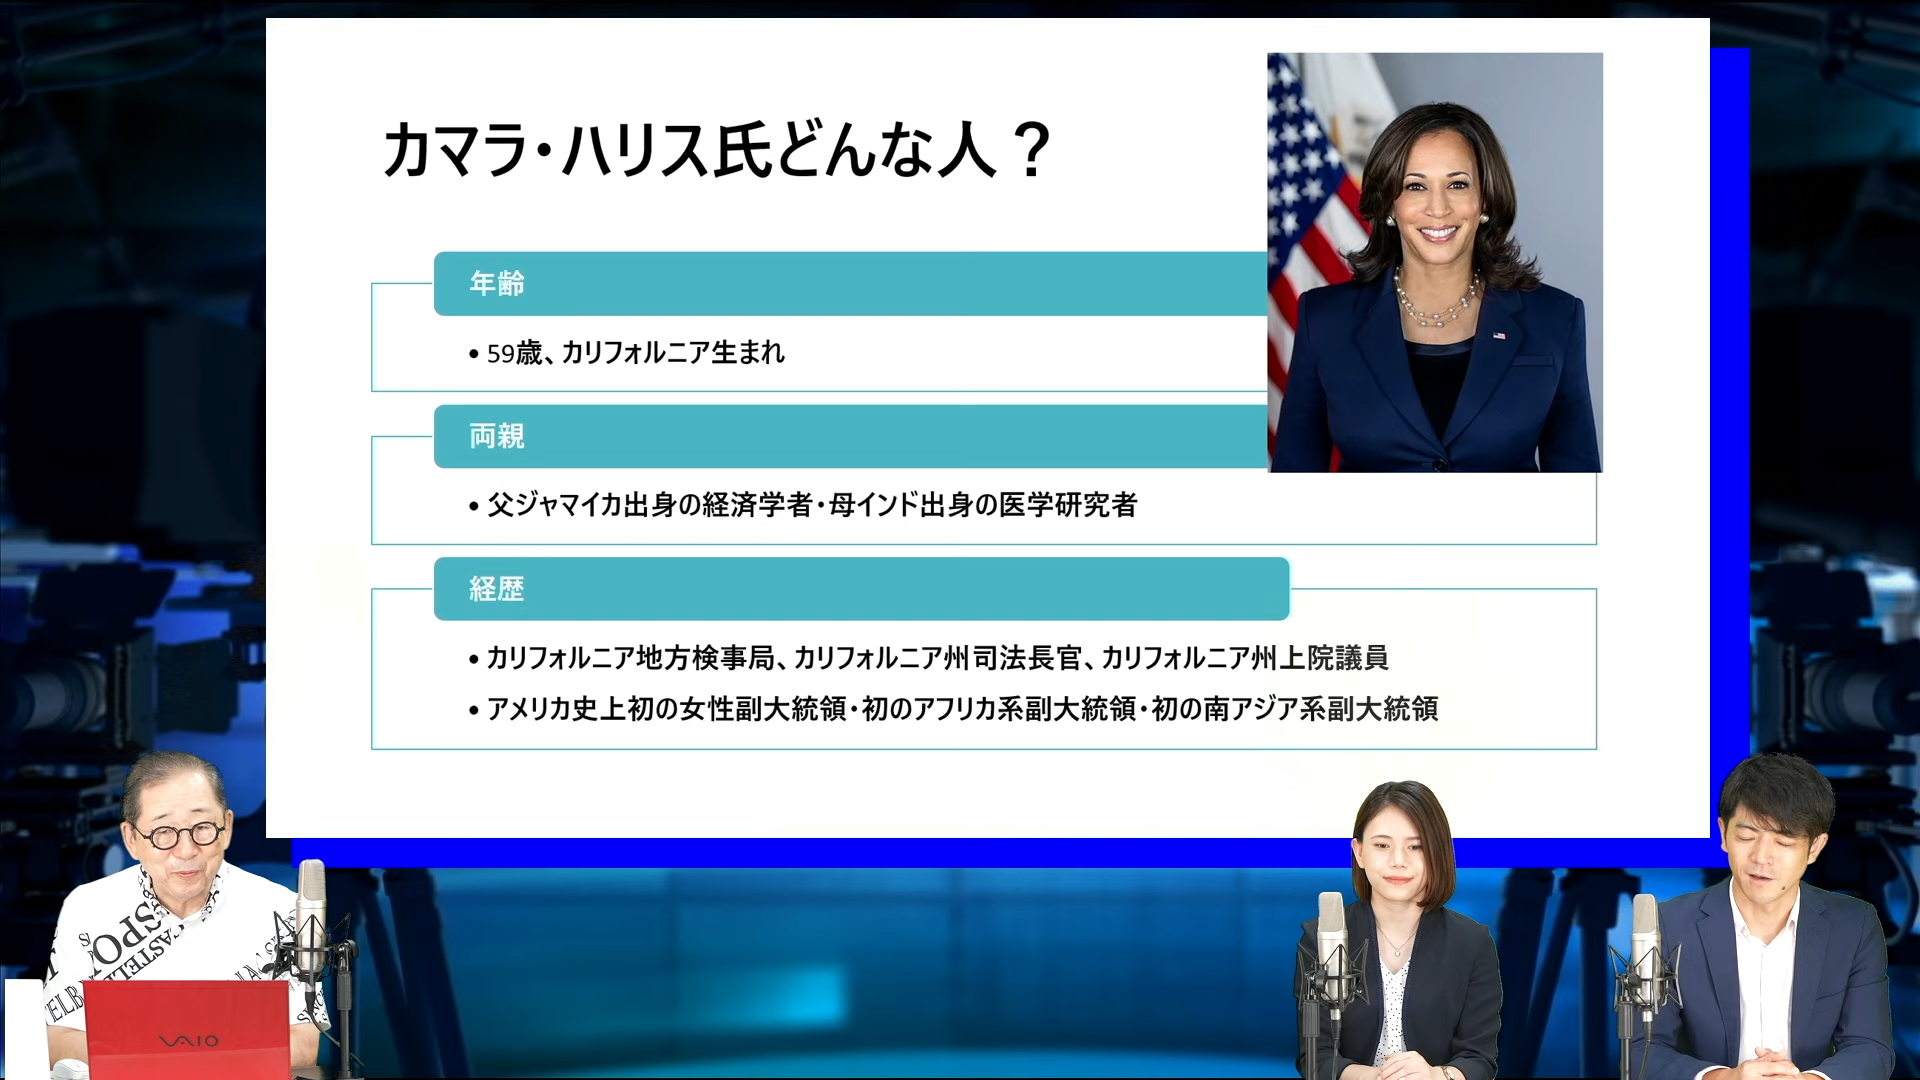 カマラ・ハリス氏どんな人？
年齢
• 59歳、カリフォルニア生まれ
両親
• 父ジャマイカ出身の経済学者・母インド出身の医学研究者
経歴
• カリフォルニア地方検事局、カリフォルニア州司法長官、カリフォルニア州上院議員
• アメリカ史上初の女性副大統領・初のアフリカ系副大統領・初の南アジア系副大統領
SPO
VAIO